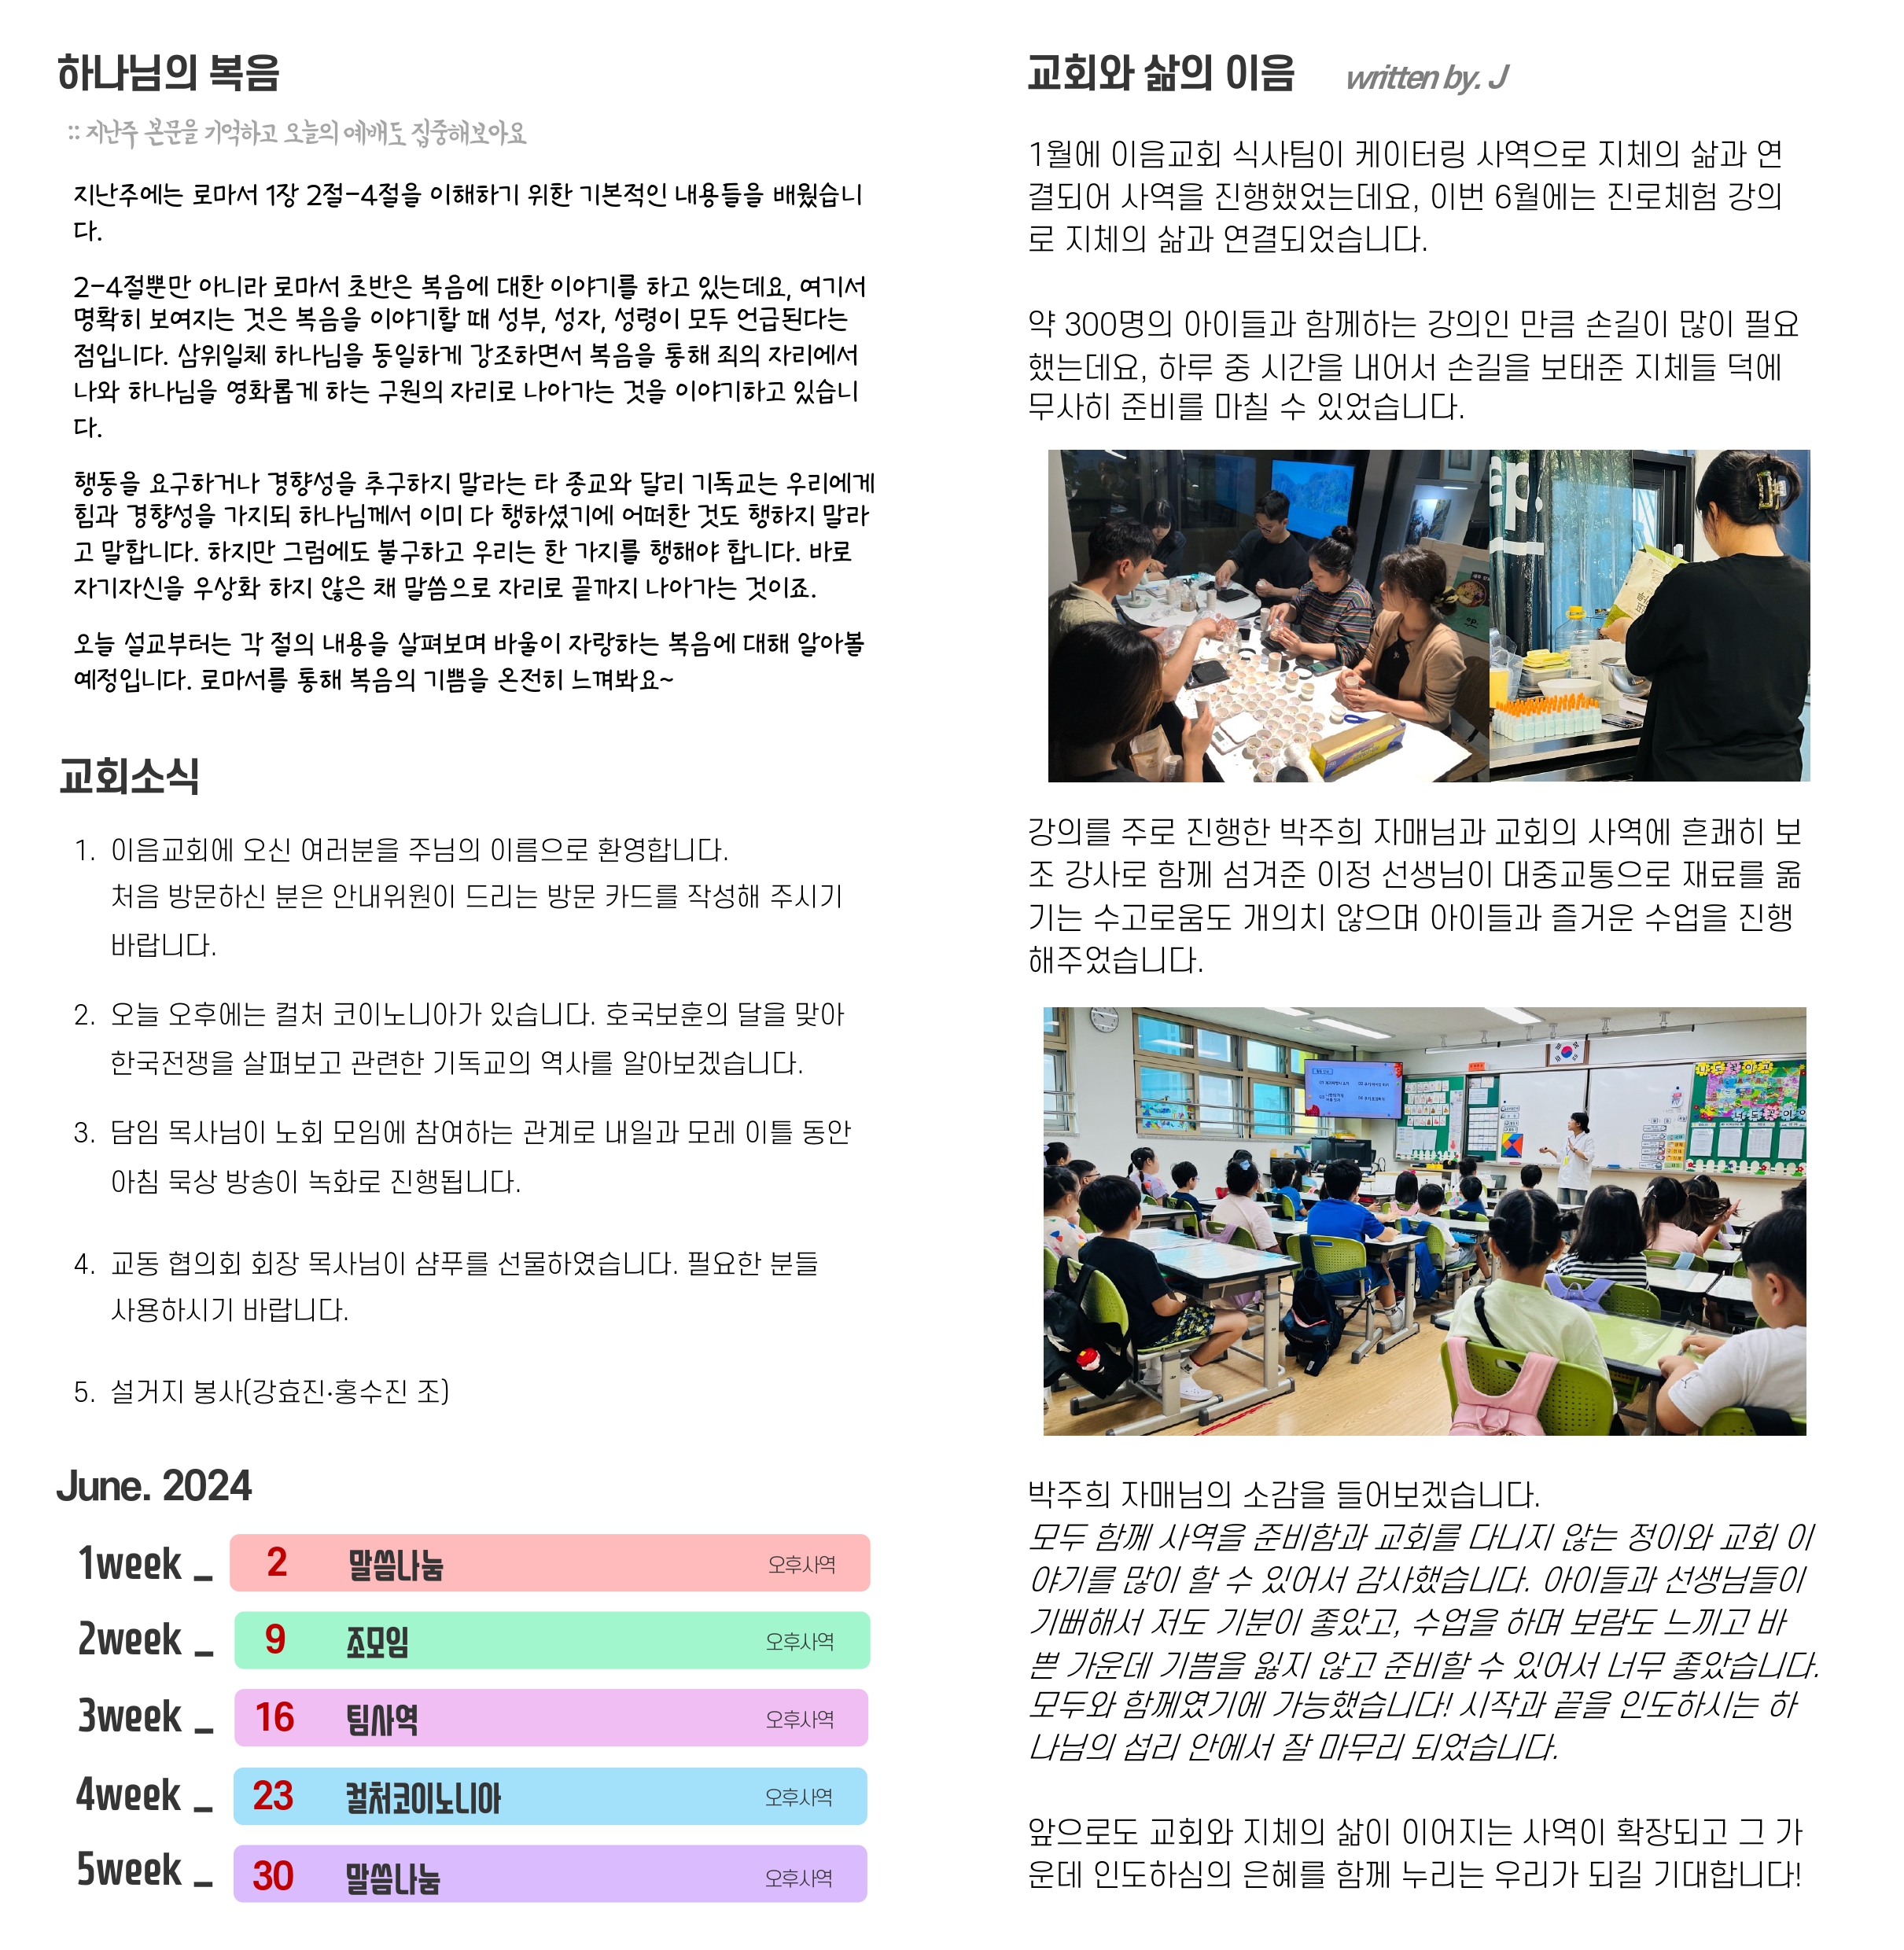 하나님의 복음
:: 지난주 본문을 기억하고 오늘의 예배도 집중해보아요
지난주에는 로마서 1장 2절-4절을 이해하기 위한 기본적인 내용들을 배웠습니
다.
2-4절뿐만 아니라 로마서 초반은 복음에 대한 이야기를 하고 있는데요, 여기서
명확히 보여지는 것은 복음을 이야기할 때 성부, 성자, 성령이 모두 언급된다는
점입니다. 삼위일체 하나님을 동일하게 강조하면서 복음을 통해 죄의 자리에서
나와 하나님을 영화롭게 하는 구원의 자리로 나아가는 것을 이야기하고 있습니
다.
행동을 요구하거나 경향성을 추구하지 말라는 타 종교와 달리 기독교는 우리에게
힘과 경향성을 가지되 하나님께서 이미 다 행하셨기에 어떠한 것도 행하지 말라
고 말합니다. 하지만 그럼에도 불구하고 우리는 한 가지를 행해야 합니다. 바로
자기자신을 우상화 하지 않은 채 말씀으로 자리로 끝까지 나아가는 것이죠.
오늘 설교부터는 각 절의 내용을 살펴보며 바울이 자랑하는 복음에 대해 알아볼
예정입니다. 로마서를 통해 복음의 기쁨을 온전히 느껴봐요~
교회소식
1. 이음교회에 오신 여러분을 주님의 이름으로 환영합니다.
처음 방문하신 분은 안내위원이 드리는 방문 카드를 작성해 주시기
바랍니다.
2. 오늘 오후에는 컬처 코이노니아가 있습니다. 호국보훈의 달을 맞아
한국전쟁을 살펴보고 관련한 기독교의 역사를 알아보겠습니다.
3. 담임 목사님이 노회 모임에 참여하는 관계로 내일과 모레 이틀 동안
아침 묵상 방송이 녹화로 진행됩니다.
4. 교동 협의회 회장 목사님이 샴푸를 선물하였습니다. 필요한 분들
사용하시기 바랍니다.
5. 설거지 봉사(강효진·홍수진 조)
June. 2024
1week _ 2 말씀나눔 오후사역
2week _ 9 조모임 오후사역
3week _ 16 팀사역 오후사역
4week _ 23 컬처코이노니아 오후사역
5week _ 30 말씀나눔 오후사역
교회와 삶의 이음 written by. J
1월에 이음교회 식사팀이 케이터링 사역으로 지체의 삶과 연
결되어 사역을 진행했었는데요, 이번 6월에는 진로체험 강의
로 지체의 삶과 연결되었습니다.
약 300명의 아이들과 함께하는 강의인 만큼 손길이 많이 필요
했는데요, 하루 중 시간을 내어서 손길을 보태준 지체들 덕에
무사히 준비를 마칠 수 있었습니다.
강의를 주로 진행한 박주희 자매님과 교회의 사역에 흔쾌히 보
조 강사로 함께 섬겨준 이정 선생님이 대중교통으로 재료를 옮
기는 수고로움도 개의치 않으며 아이들과 즐거운 수업을 진행
해주었습니다.
박주희 자매님의 소감을 들어보겠습니다.
모두 함께 사역을 준비함과 교회를 다니지 않는 정이와 교회 이
야기를 많이 할 수 있어서 감사했습니다. 아이들과 선생님들이
기뻐해서 저도 기분이 좋았고, 수업을 하며 보람도 느끼고 바
쁜 가운데 기쁨을 잃지 않고 준비할 수 있어서 너무 좋았습니다.
모두와 함께였기에 가능했습니다! 시작과 끝을 인도하시는 하
나님의 섭리 안에서 잘 마무리 되었습니다.
앞으로도 교회와 지체의 삶이 이어지는 사역이 확장되고 그 가
운데 인도하심의 은혜를 함께 누리는 우리가 되길 기대합니다!